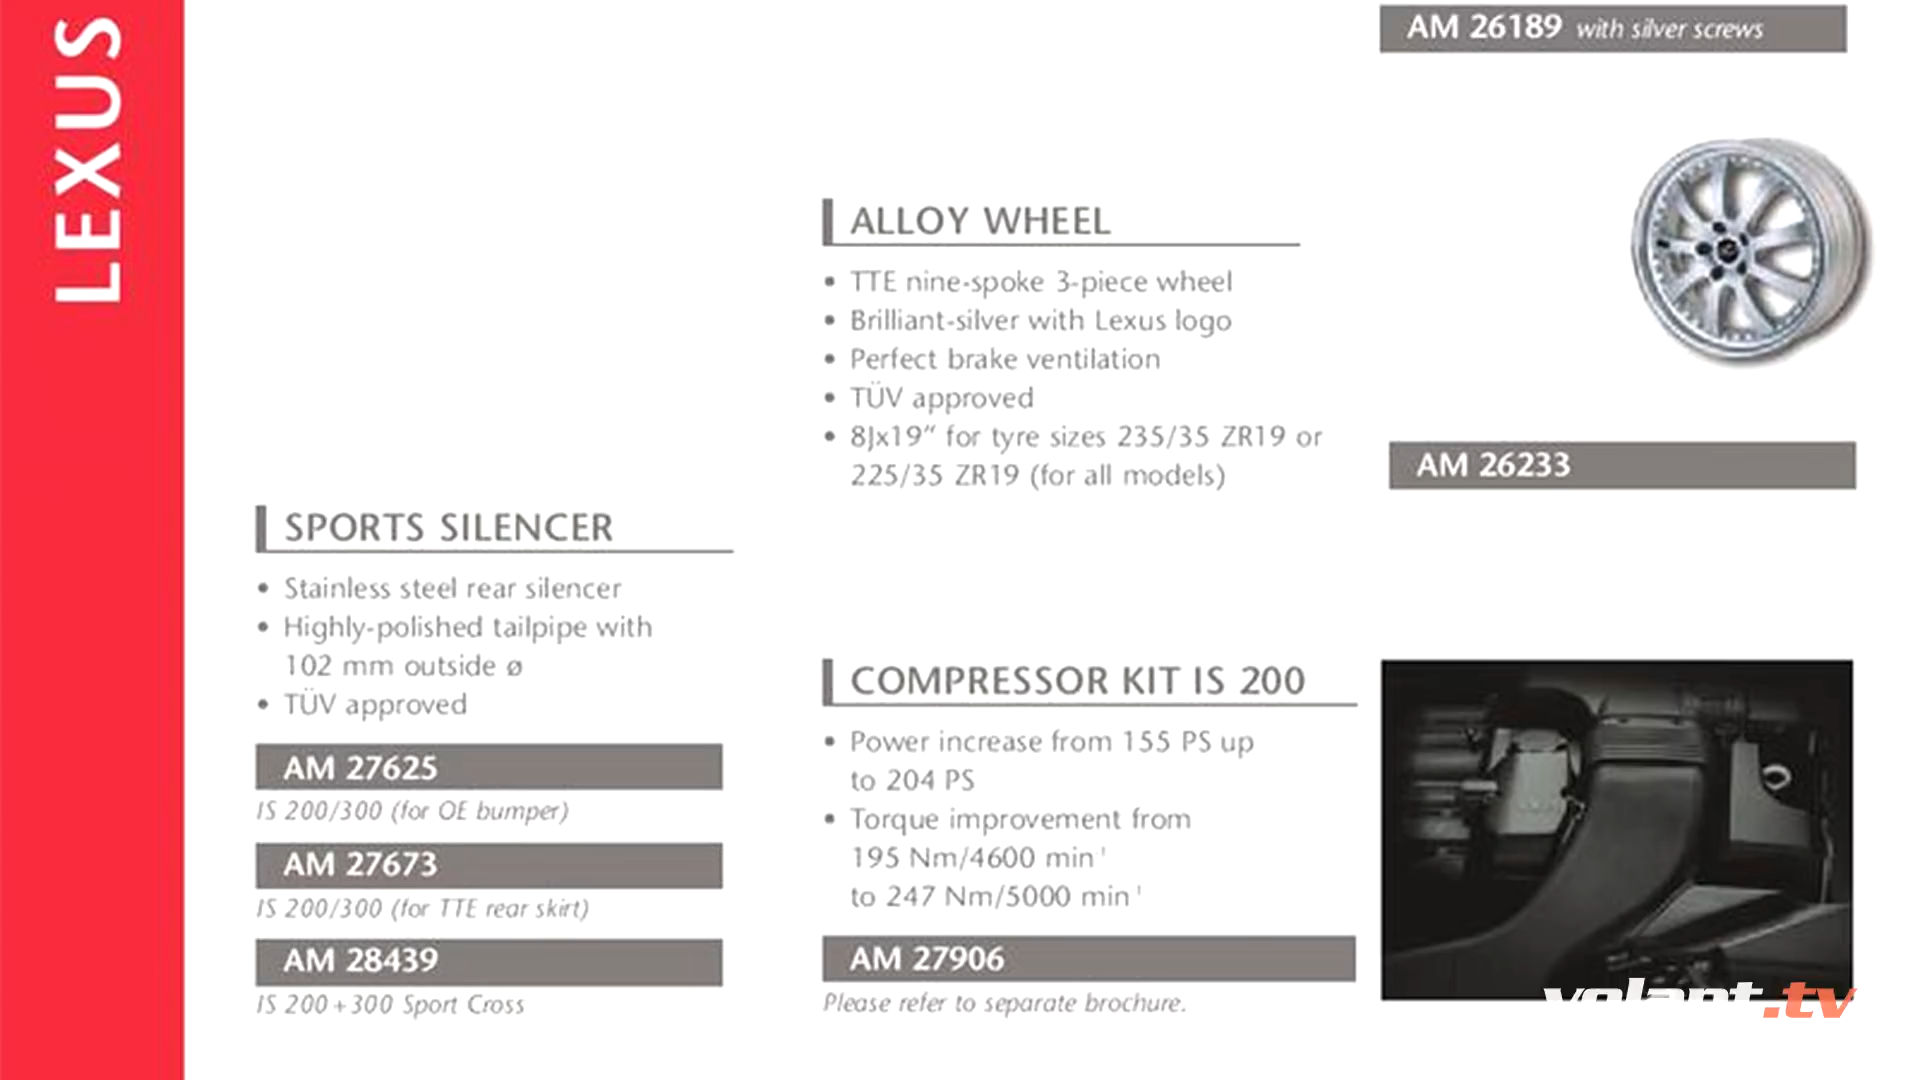 LEXUS
AM 26189 with silver screws
ALLOY WHEEL
• TTE nine-spoke 3-piece wheel
• Brilliant-silver with Lexus logo
• Perfect brake ventilation
• TÜV approved
• 8Jx19” for tyre sizes 235/35 ZR19 or
225/35 ZR19 (for all models)
AM 26233
SPORTS SILENCER
• Stainless steel rear silencer
• Highly-polished tailpipe with
102 mm outside ø
• TÜV approved
AM 27625
IS 200/300 (for OE bumper)
AM 27673
IS 200/300 (for TTE rear skirt)
AM 28439
IS 200+300 Sport Cross
COMPRESSOR KIT IS 200
• Power increase from 155 PS up
to 204 PS
• Torque improvement from
195 Nm/4600 min¹
to 247 Nm/5000 min¹
AM 27906
Please refer to separate brochure.
volant.tv